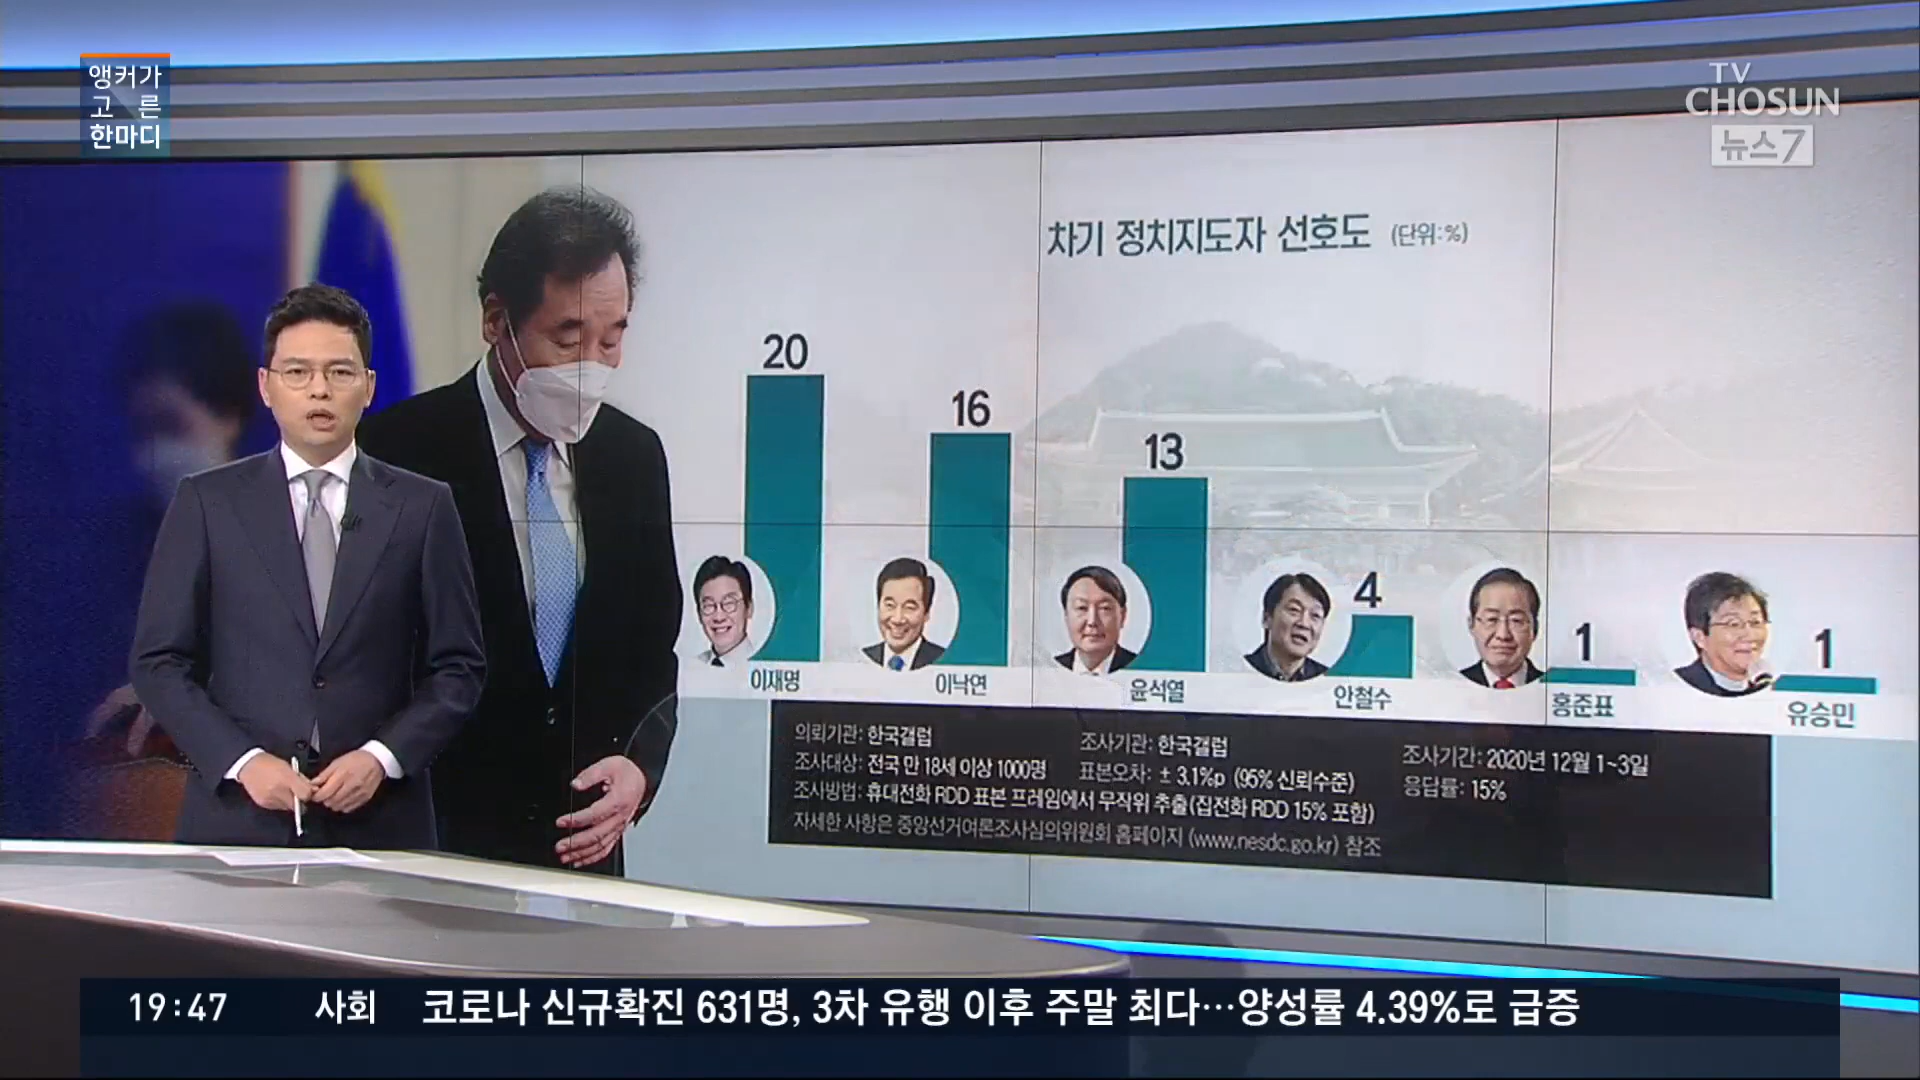 앵커가
고 른
한마디
TV
CHOSUN
뉴스7
차기 정치지도자 선호도 (단위:%)
20
16
13
4
1
1
이재명
이낙연
윤석열
안철수
홍준표
유승민
의뢰기관: 한국갤럽 조사기관: 한국갤럽 조사기간: 2020년 12월 1~3일
조사대상: 전국 만 18세 이상 1000명 표본오차: ± 3.1%p (95% 신뢰수준) 응답률: 15%
조사방법: 휴대전화 RDD 표본 프레임에서 무작위 추출(집전화 RDD 15% 포함)
자세한 사항은 중앙선거여론조사심의위원회 홈페이지 (www.nesdc.go.kr) 참조
19:47 사회 코로나 신규확진 631명, 3차 유행 이후 주말 최다…양성률 4.39%로 급증